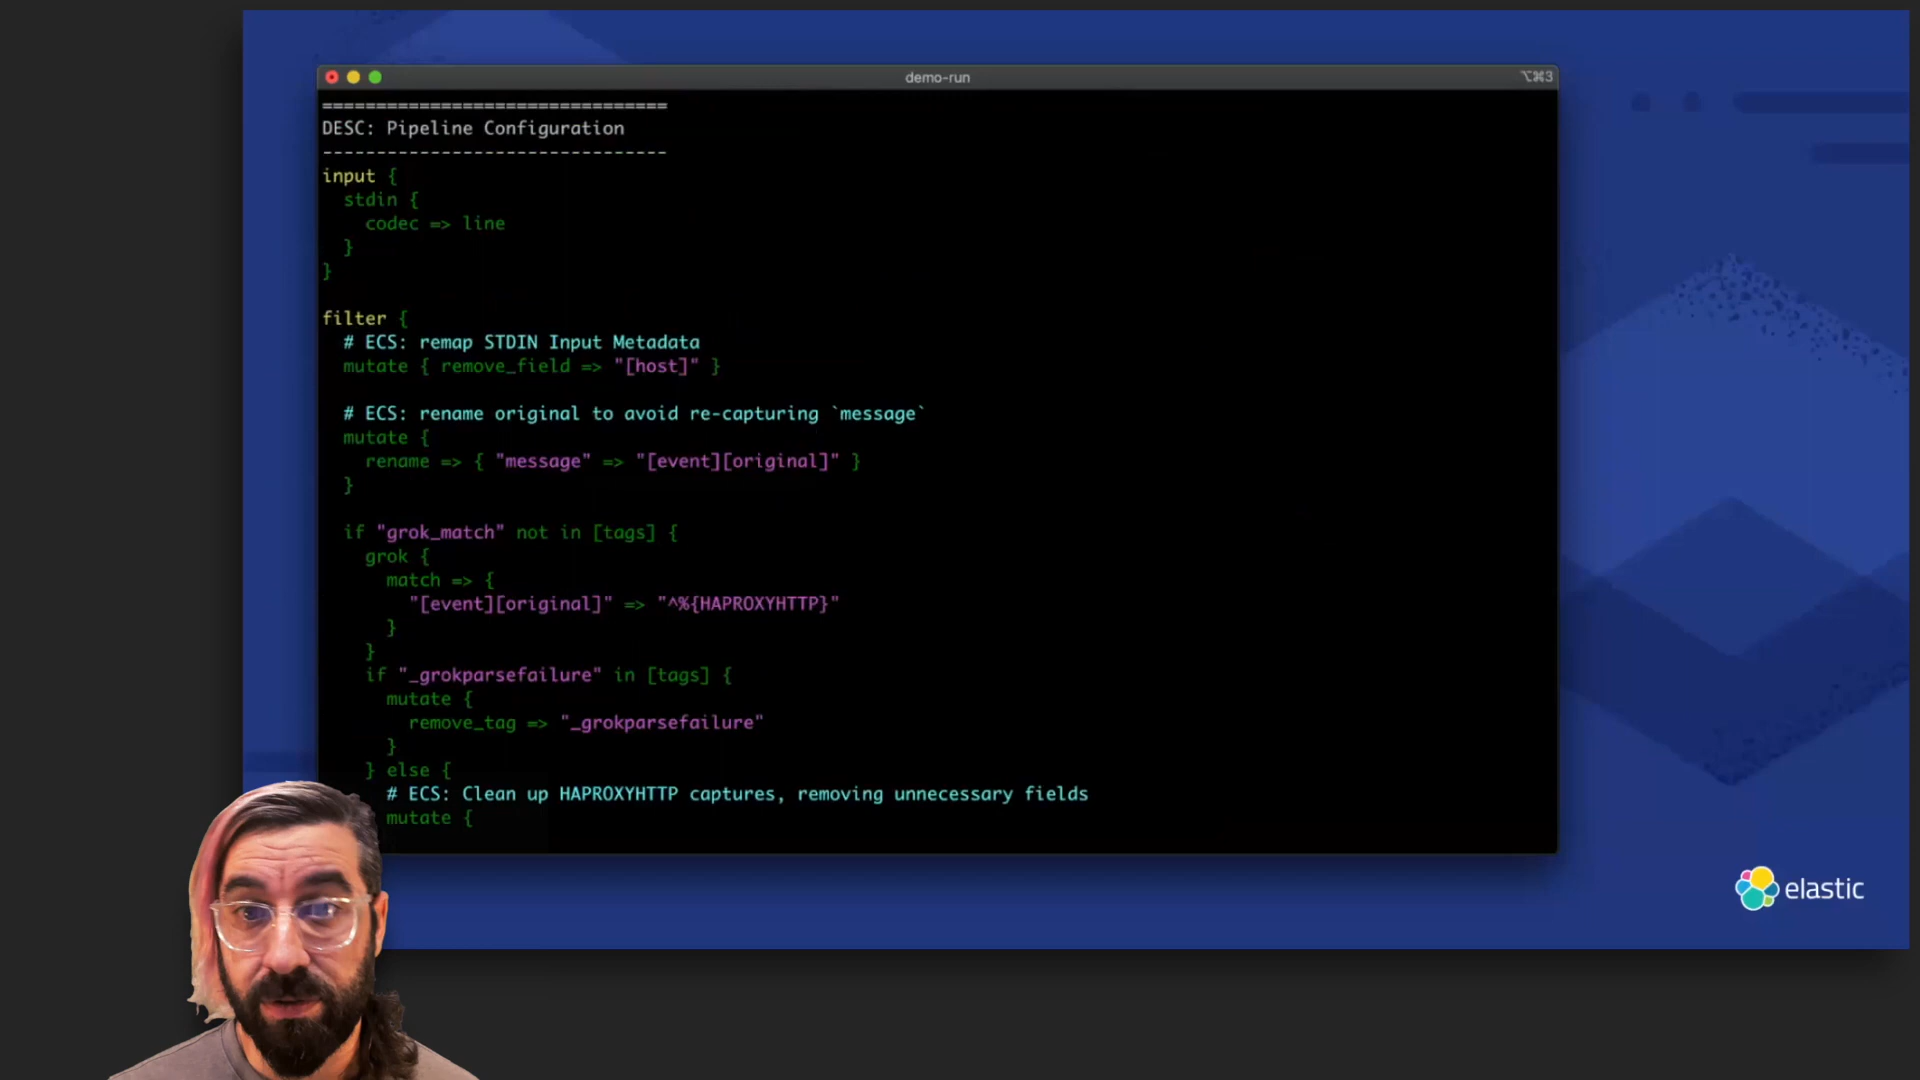 demo-run
⌥⌘3
================================
DESC: Pipeline Configuration
--------------------------------
input {
  stdin {
    codec => line
  }
}
filter {
  # ECS: remap STDIN Input Metadata
  mutate { remove_field => "[host]" }
  # ECS: rename original to avoid re-capturing `message`
  mutate {
    rename => { "message" => "[event][original]" }
  }
  if "grok_match" not in [tags] {
    grok {
      match => {
        "[event][original]" => "^%{HAPROXYHTTP}"
      }
    }
    if "_grokparsefailure" in [tags] {
      mutate {
        remove_tag => "_grokparsefailure"
      }
    } else {
      # ECS: Clean up HAPROXYHTTP captures, removing unnecessary fields
      mutate {
elastic